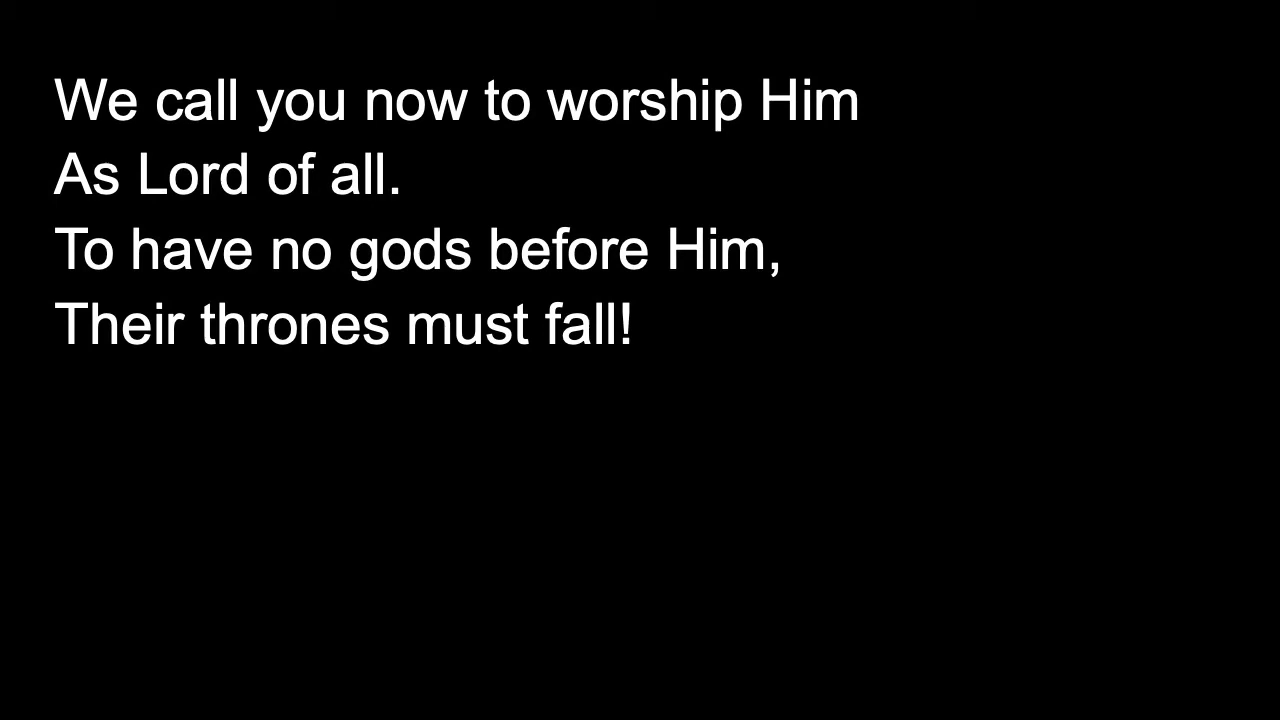 We call you now to worship Him
As Lord of all.
To have no gods before Him,
Their thrones must fall!